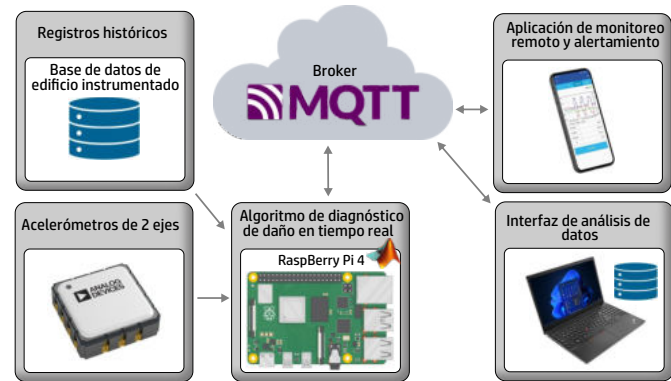 Registros históricos
Base de datos de
edificio instrumentado
Broker
MQTT
Aplicación de monitoreo
remoto y alertamiento
Acelerómetros de 2 ejes
ANALOG
DEVICES
Algoritmo de diagnóstico
de daño en tiempo real
RaspBerry Pi 4
Interfaz de análisis de
datos